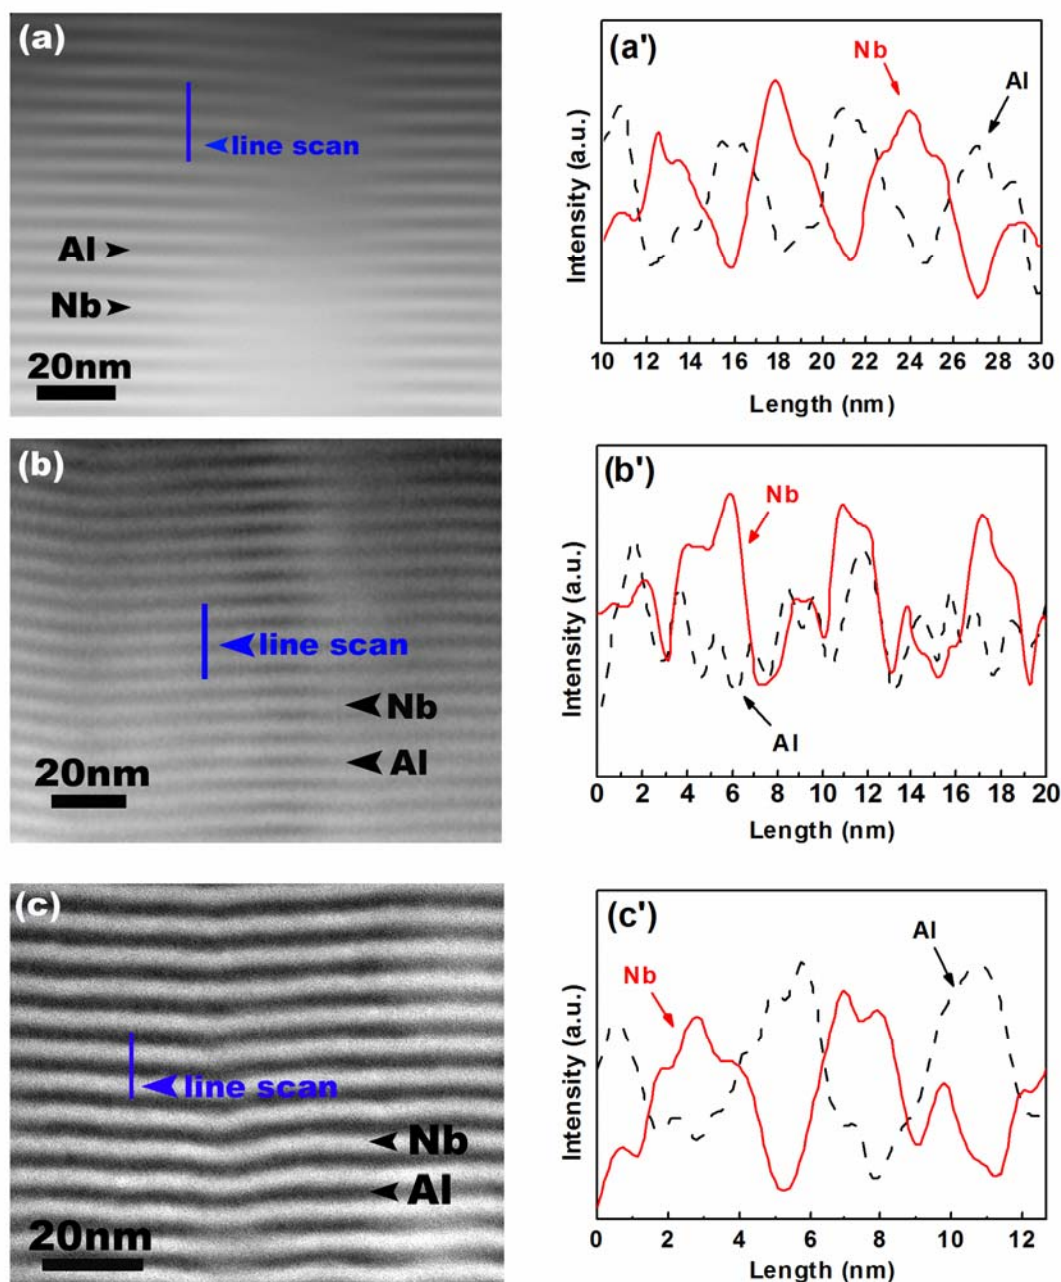 (a)
line scan
Al
Nb
20nm
(a')
Nb
Al
Intensity (a.u.)
10 12 14 16 18 20 22 24 26 28 30
Length (nm)
(b)
line scan
Nb
Al
20nm
(b')
Nb
Al
Intensity (a.u.)
0 2 4 6 8 10 12 14 16 18 20
Length (nm)
(c)
line scan
Nb
Al
20nm
(c')
Al
Nb
Intensity (a.u.)
0 2 4 6 8 10 12
Length (nm)